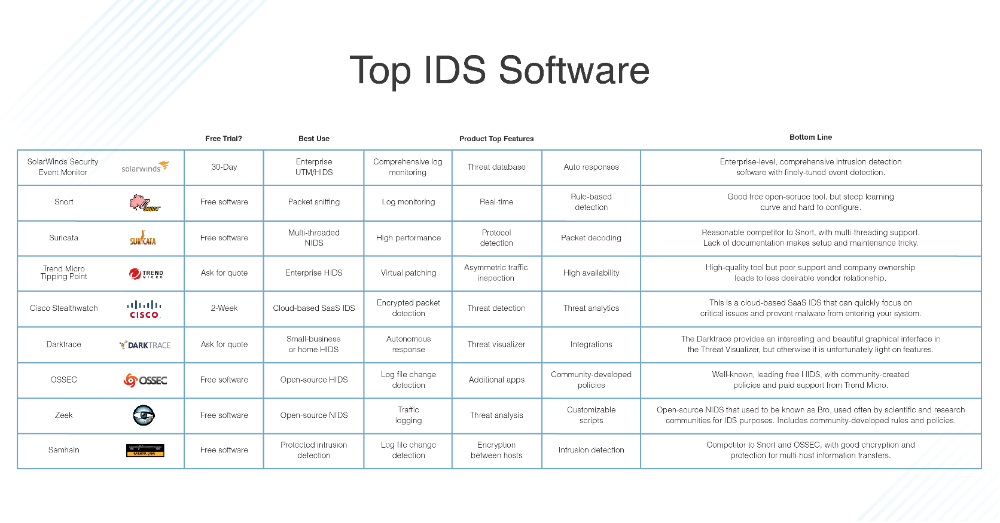 Top IDS Software
Free Trial?
Best Use
Product Top Features
Bottom Line
SolarWinds Security
Event Monitor
solarwinds
30-Day
Enterprise
UTM/HIDS
Comprehensive log
monitoring
Threat database
Auto responses
Enterprise-level, comprehensive intrusion detection
software with finely-tuned event detection.
Snort
SNORT
Free software
Packet sniffing
Log monitoring
Real-time
Rule-based
detection
Good free open-soruce tool, but steep learning
curve and hard to configure.
Suricata
SURICATA
Free software
Multi-threaded
NIDS
High performance
Protocol
detection
Packet decoding
Reasonable competitor to Snort, with multi-threading support.
Lack of documentation makes setup and maintenance tricky.
Trend Micro
Tipping Point
TREND
MICRO
Ask for quote
Enterprise HIDS
Virtual patching
Asymmetric traffic
inspection
High availability
High-quality tool but poor support and company ownership
leads to less desirable vendor relationship.
Cisco Stealthwatch
CISCO
2-Week
Cloud-based SaaS IDS
Encrypted packet
detection
Threat detection
Threat analytics
This is a cloud-based SaaS IDS that can quickly focus on
critical issues and prevent malware from entering your system.
Darktrace
DARKTRACE
Ask for quote
Small-business
or home HIDS
Autonomous
response
Threat visualizer
Integrations
The Darktrace provides an interesting and beautiful graphical interface in
the Threat Visualizer, but otherwise it is unfortunately light on features.
OSSEC
OSSEC
Free software
Open-source HIDS
Log file change
detection
Additional apps
Community-developed
policies
Well-known, leading free HIDS, with community-created
policies and paid support from Trend Micro.
Zeek
Free software
Open-source NIDS
Traffic
logging
Threat analysis
Customizable
scripts
Open-source NIDS that used to be known as Bro, used often by scientific and research
communities for IDS purposes. Includes community-developed rules and policies.
Samhain
SAMHAIN LABS
Free software
Protected intrusion
detection
Log file change
detection
Encryption
between hosts
Intrusion detection
Competitor to Snort and OSSEC, with good encryption and
protection for multi-host information transfers.